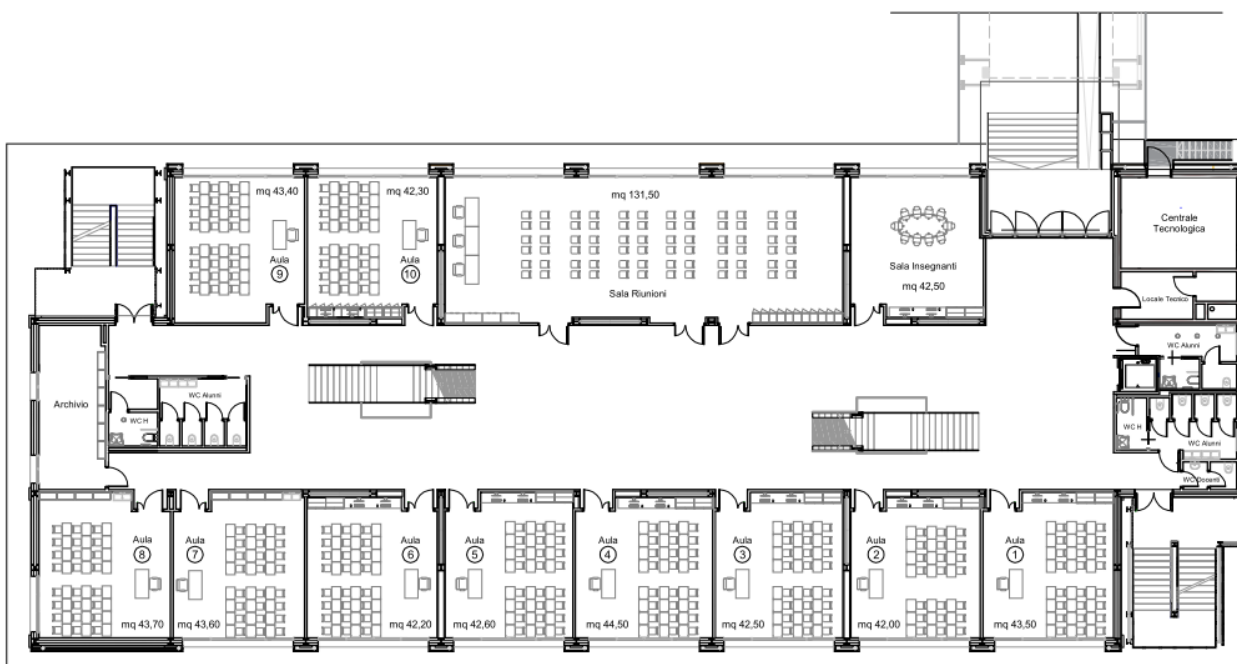 mq 43,40
Aula
9
mq 42,30
Aula
10
mq 131,50
Sala Riunioni
Sala Insegnanti
mq 42,50
Centrale
Tecnologica
Locale Tecnico
WC Alunni
Archivio
WC Alunni
WC H
WC H
WC Alunni
WC Docenti
Aula
8
mq 43,70
Aula
7
mq 43,60
Aula
6
mq 42,20
Aula
5
mq 42,60
Aula
4
mq 44,50
Aula
3
mq 42,50
Aula
2
mq 42,00
Aula
1
mq 43,50